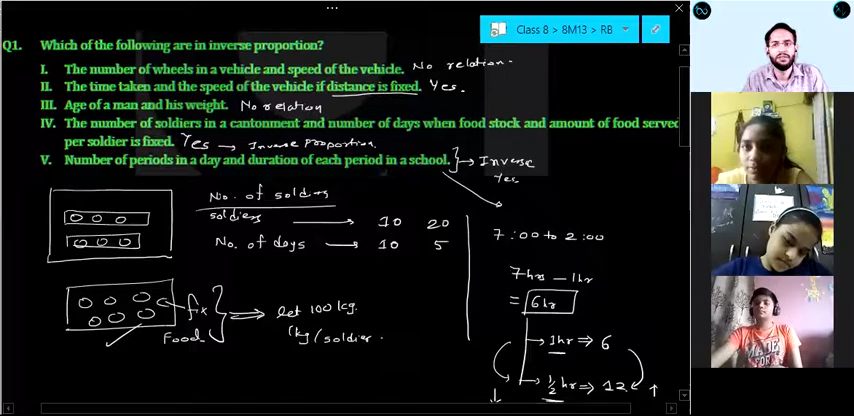 Class 8 > 8M13 > RB
Q1. Which of the following are in inverse proportion?
I. The number of wheels in a vehicle and speed of the vehicle. No relation.
II. The time taken and the speed of the vehicle if distance is fixed. Yes.
III. Age of a man and his weight. No relation
IV. The number of soldiers in a cantonment and number of days when food stock and amount of food served
per soldier is fixed. Yes → Inverse Proportion.
V. Number of periods in a day and duration of each period in a school. } → Inverse
Yes
No. of soldiers
soldiers → 10 20
No. of days → 10 5
fix
Food
⇒ let 100 kg.
1kg/soldier.
7:00 to 2:00
7hrs – 1hr
= 6hr
→ 1hr ⇒ 6
→ 1/2 hr ⇒ 12 ↑
↓